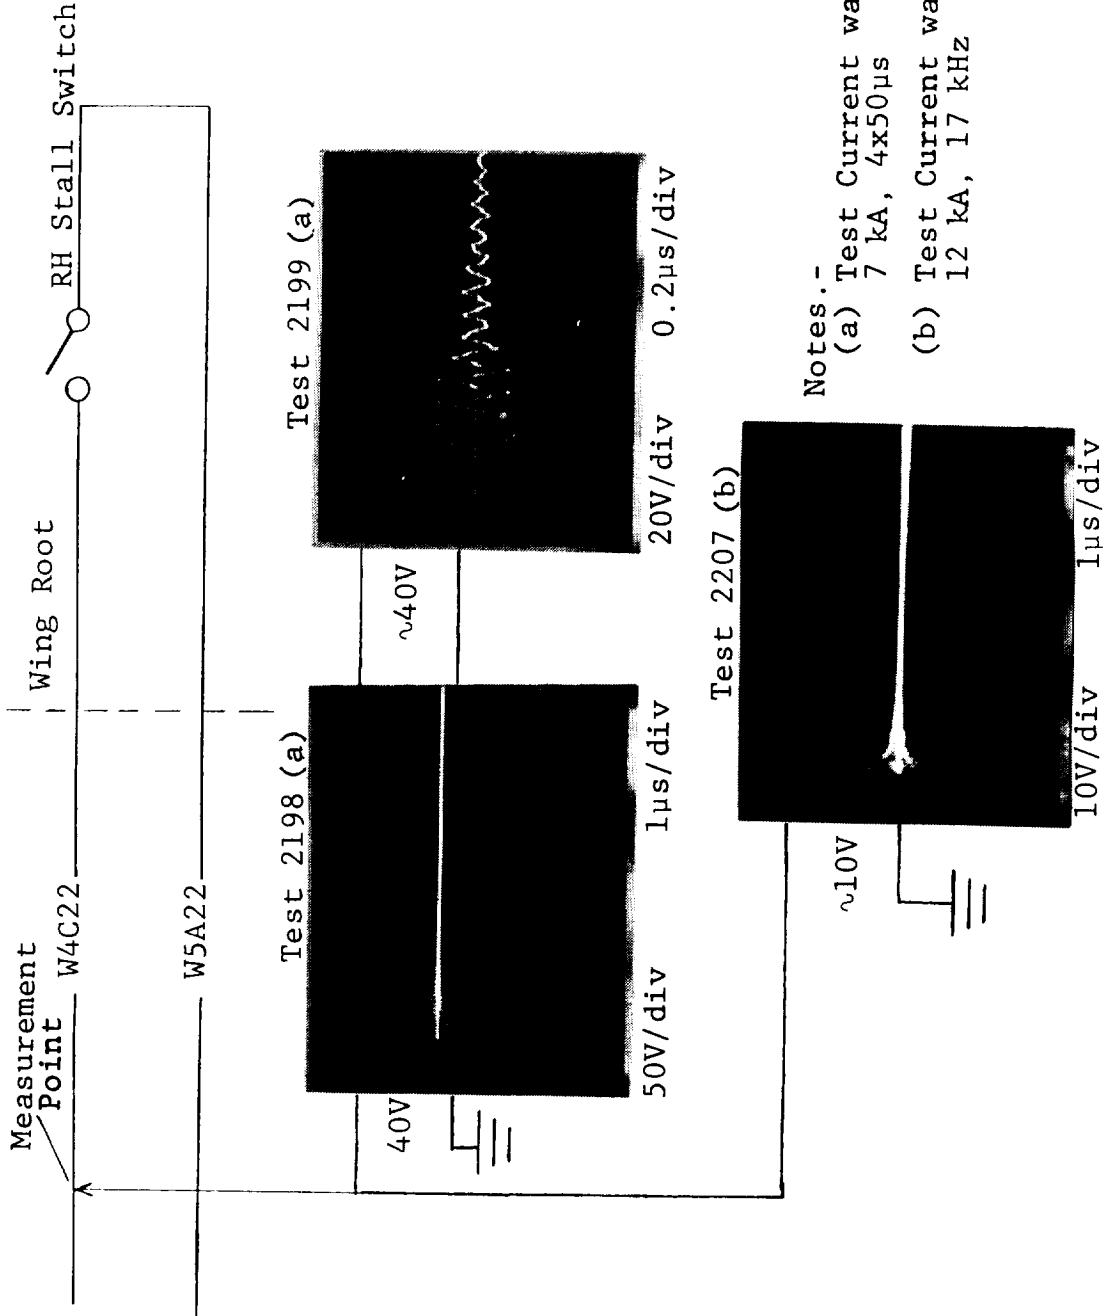 Measurement
Point
W4C22
Wing Root
RH Stall Switch
W5A22
Test 2198 (a)
40V
50V/div
1μs/div
Test 2199 (a)
∿40V
20V/div
0.2μs/div
Test 2207 (b)
∿10V
10V/div
1μs/div
Notes.-
(a) Test Current wa
7 kA, 4x50μs
(b) Test Current wa
12 kA, 17 kHz